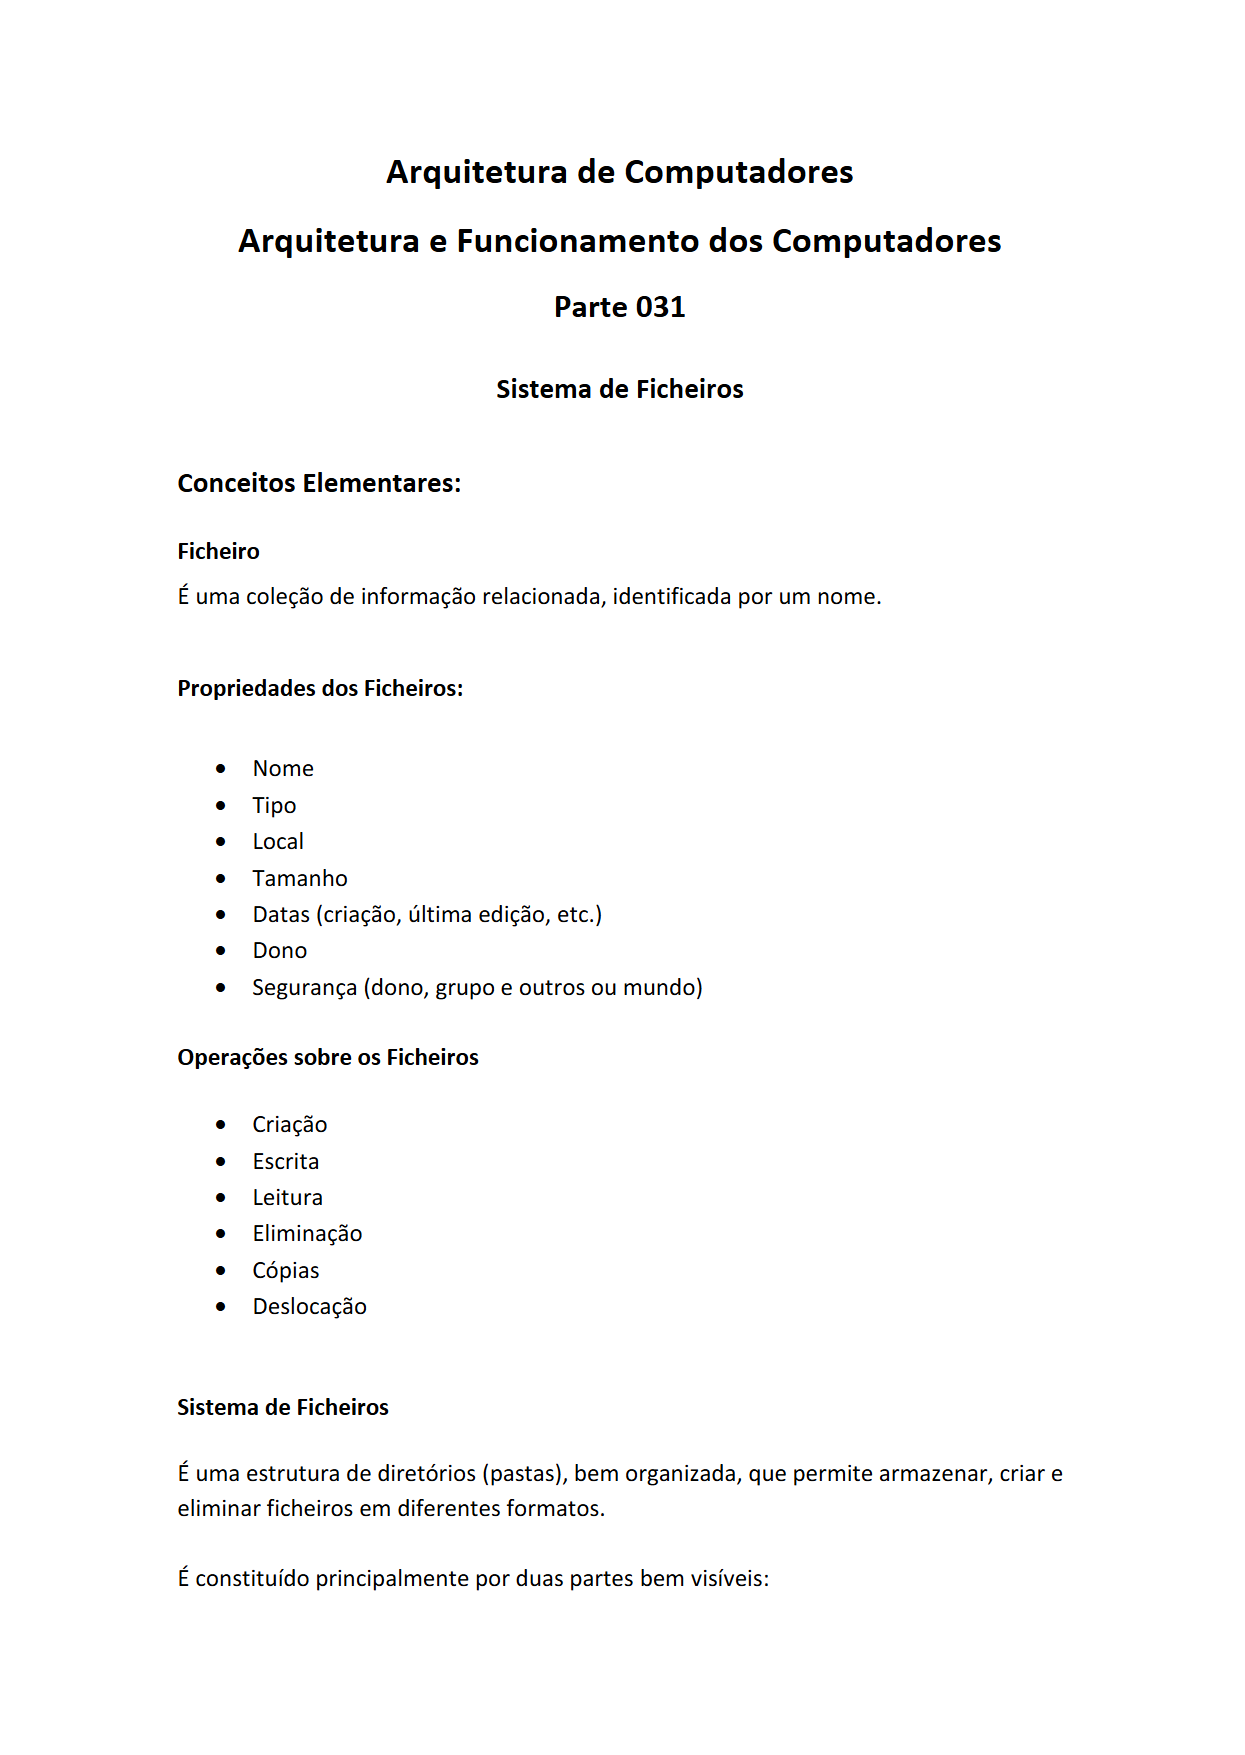 Arquitetura de Computadores
Arquitetura e Funcionamento dos Computadores
Parte 031
Sistema de Ficheiros
Conceitos Elementares:
Ficheiro
É uma coleção de informação relacionada, identificada por um nome.
Propriedades dos Ficheiros:
• Nome
• Tipo
• Local
• Tamanho
• Datas (criação, última edição, etc.)
• Dono
• Segurança (dono, grupo e outros ou mundo)
Operações sobre os Ficheiros
• Criação
• Escrita
• Leitura
• Eliminação
• Cópias
• Deslocação
Sistema de Ficheiros
É uma estrutura de diretórios (pastas), bem organizada, que permite armazenar, criar e
eliminar ficheiros em diferentes formatos.
É constituído principalmente por duas partes bem visíveis: